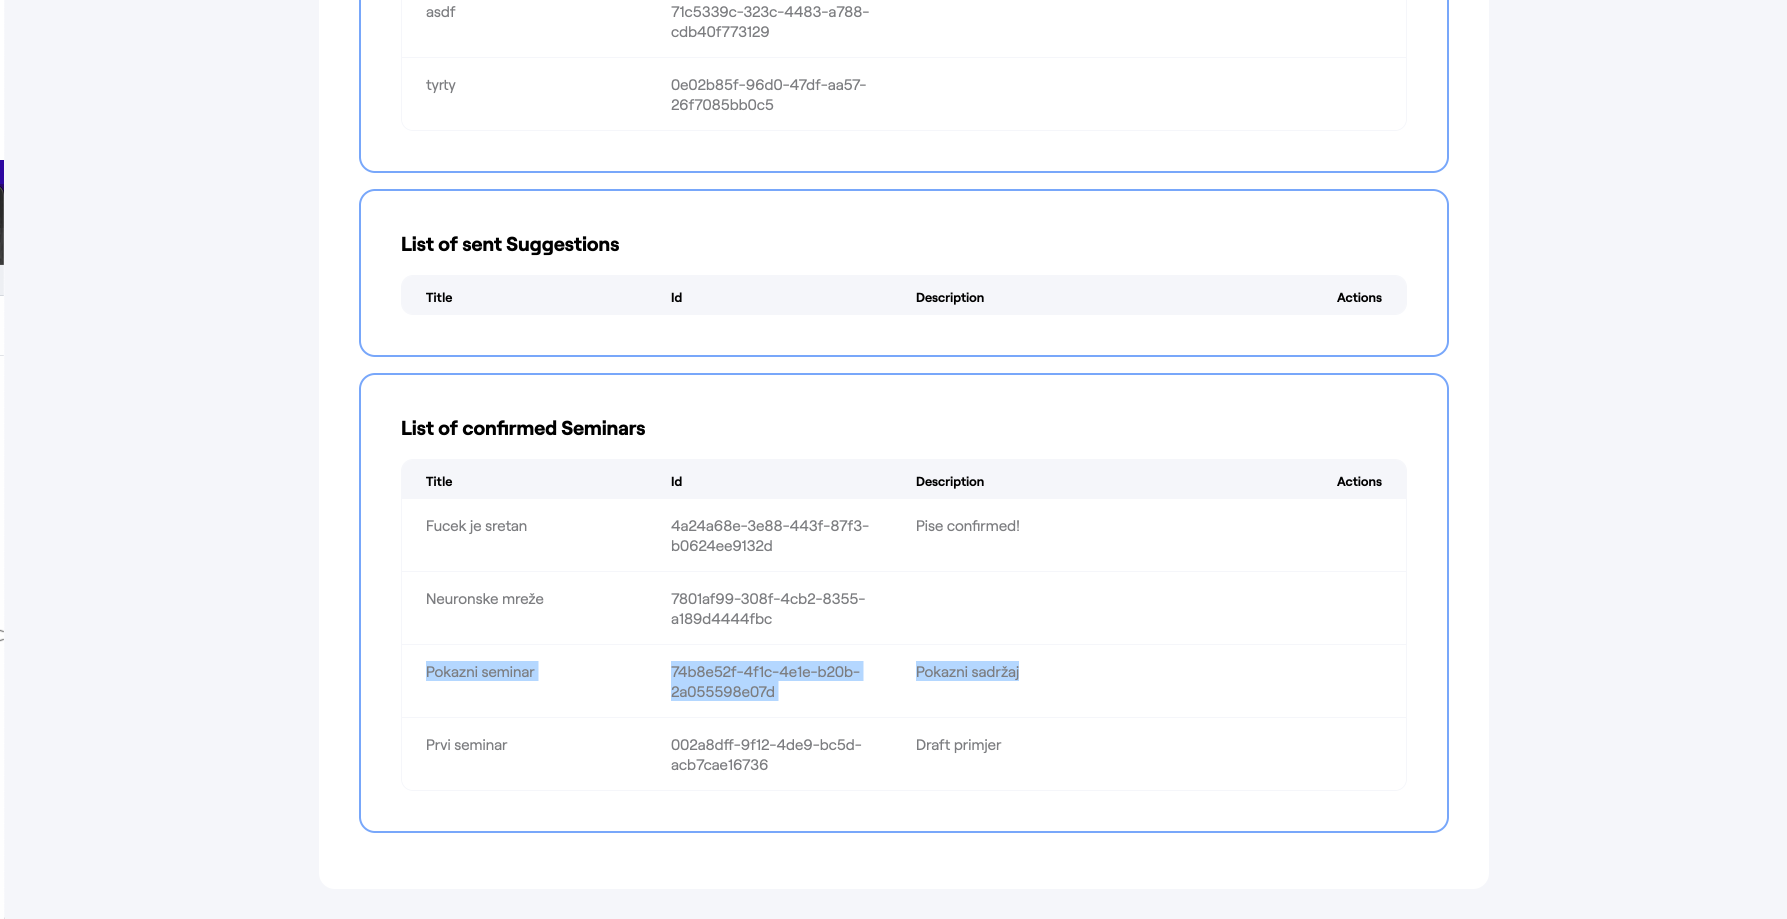 asdf
71c5339c-323c-4483-a788-
cdb40f773129
tyrty
0e02b85f-96d0-47df-aa57-
26f7085bb0c5
List of sent Suggestions
Title Id Description Actions
List of confirmed Seminars
Title Id Description Actions
Fucek je sretan
4a24a68e-3e88-443f-87f3-
b0624ee9132d
Pise confirmed!
Neuronske mreže
7801af99-308f-4cb2-8355-
a189d4444fbc
Pokazni seminar
74b8e52f-4f1c-4e1e-b20b-
2a055598e07d
Pokazni sadržaj
Prvi seminar
002a8dff-9f12-4de9-bc5d-
acb7cae16736
Draft primjer